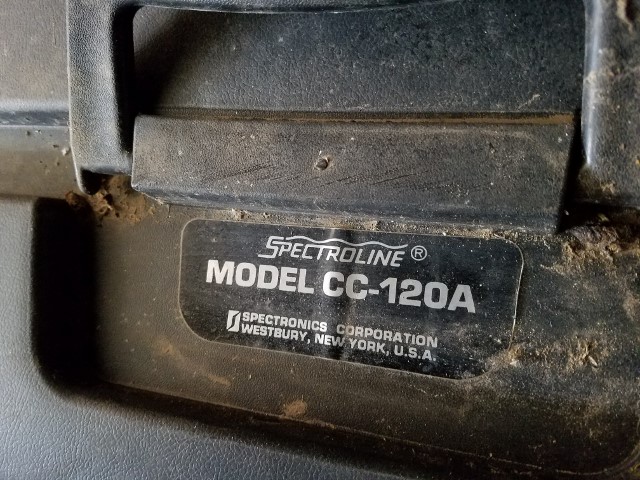 SPECTROLINE®
MODEL CC-120A
SPECTRONICS CORPORATION
WESTBURY, NEW YORK, U.S.A.